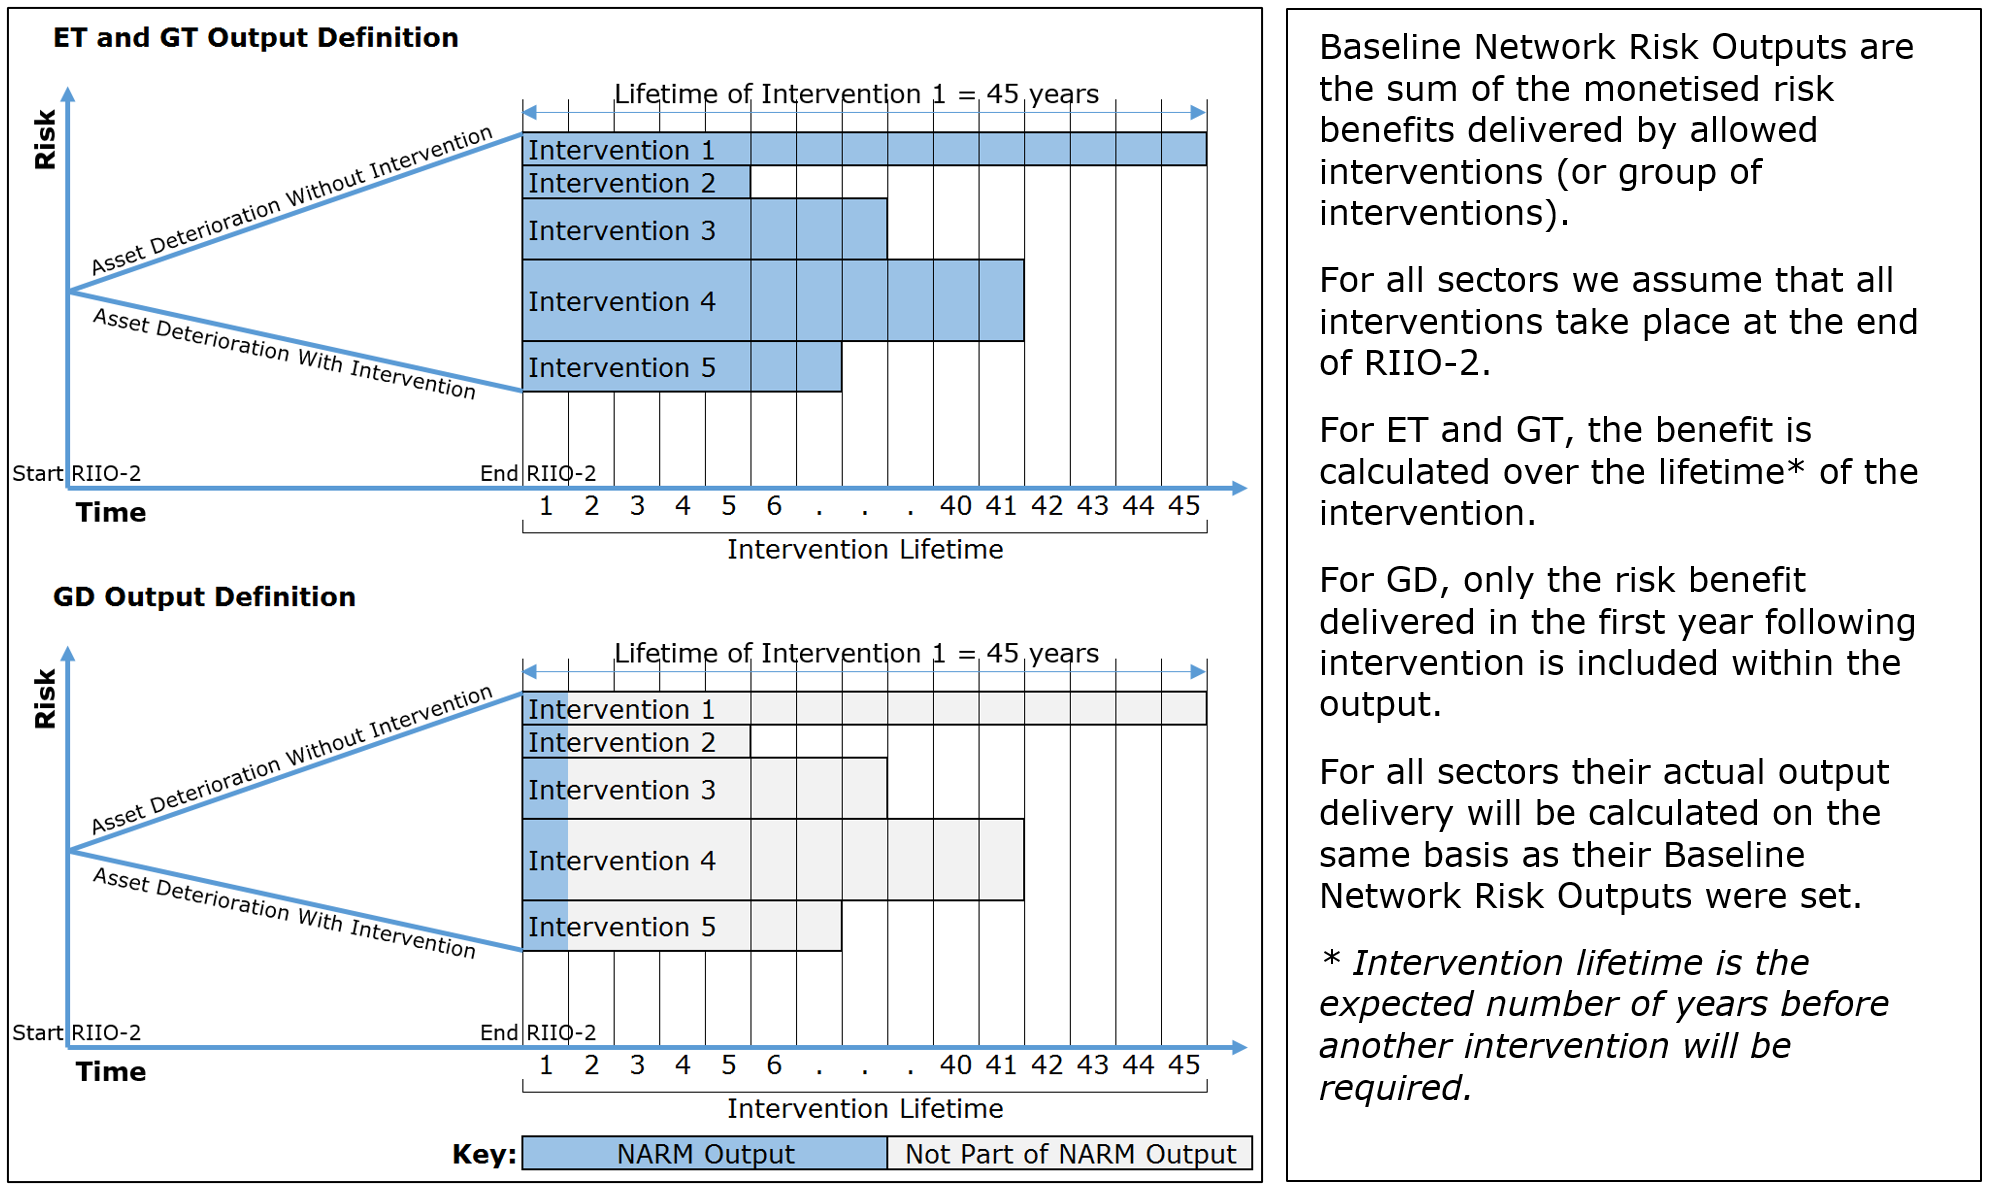 ET and GT Output Definition
Risk
Lifetime of Intervention 1 = 45 years
Asset Deterioration Without Intervention
Asset Deterioration With Intervention
Intervention 1
Intervention 2
Intervention 3
Intervention 4
Intervention 5
Start RIIO-2
End RIIO-2
Time
1 2 3 4 5 6 . . . 40 41 42 43 44 45
Intervention Lifetime
GD Output Definition
Risk
Lifetime of Intervention 1 = 45 years
Asset Deterioration Without Intervention
Asset Deterioration With Intervention
Intervention 1
Intervention 2
Intervention 3
Intervention 4
Intervention 5
Start RIIO-2
End RIIO-2
Time
1 2 3 4 5 6 . . . 40 41 42 43 44 45
Intervention Lifetime
Key: NARM Output Not Part of NARM Output
Baseline Network Risk Outputs are
the sum of the monetised risk
benefits delivered by allowed
interventions (or group of
interventions).
For all sectors we assume that all
interventions take place at the end
of RIIO-2.
For ET and GT, the benefit is
calculated over the lifetime* of the
intervention.
For GD, only the risk benefit
delivered in the first year following
intervention is included within the
output.
For all sectors their actual output
delivery will be calculated on the
same basis as their Baseline
Network Risk Outputs were set.
* Intervention lifetime is the
expected number of years before
another intervention will be
required.